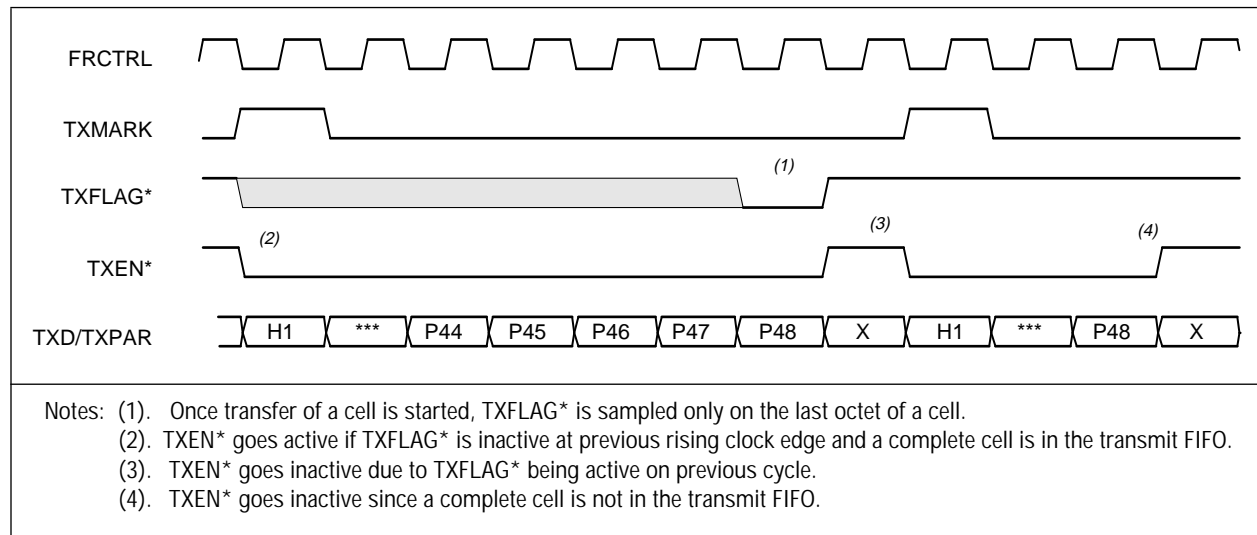 FRCTRL
TXMARK
(1)
TXFLAG*
(2) (3) (4)
TXEN*
TXD/TXPAR H1 *** P44 P45 P46 P47 P48 X H1 *** P48 X
Notes: (1). Once transfer of a cell is started, TXFLAG* is sampled only on the last octet of a cell.
(2). TXEN* goes active if TXFLAG* is inactive at previous rising clock edge and a complete cell is in the transmit FIFO.
(3). TXEN* goes inactive due to TXFLAG* being active on previous cycle.
(4). TXEN* goes inactive since a complete cell is not in the transmit FIFO.